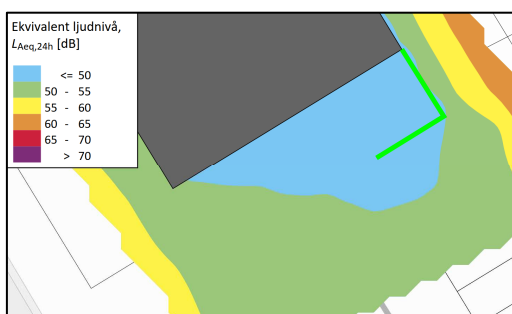 Ekvivalent ljudnivå,
LAeq,24h [dB]
<= 50
50 - 55
55 - 60
60 - 65
65 - 70
> 70